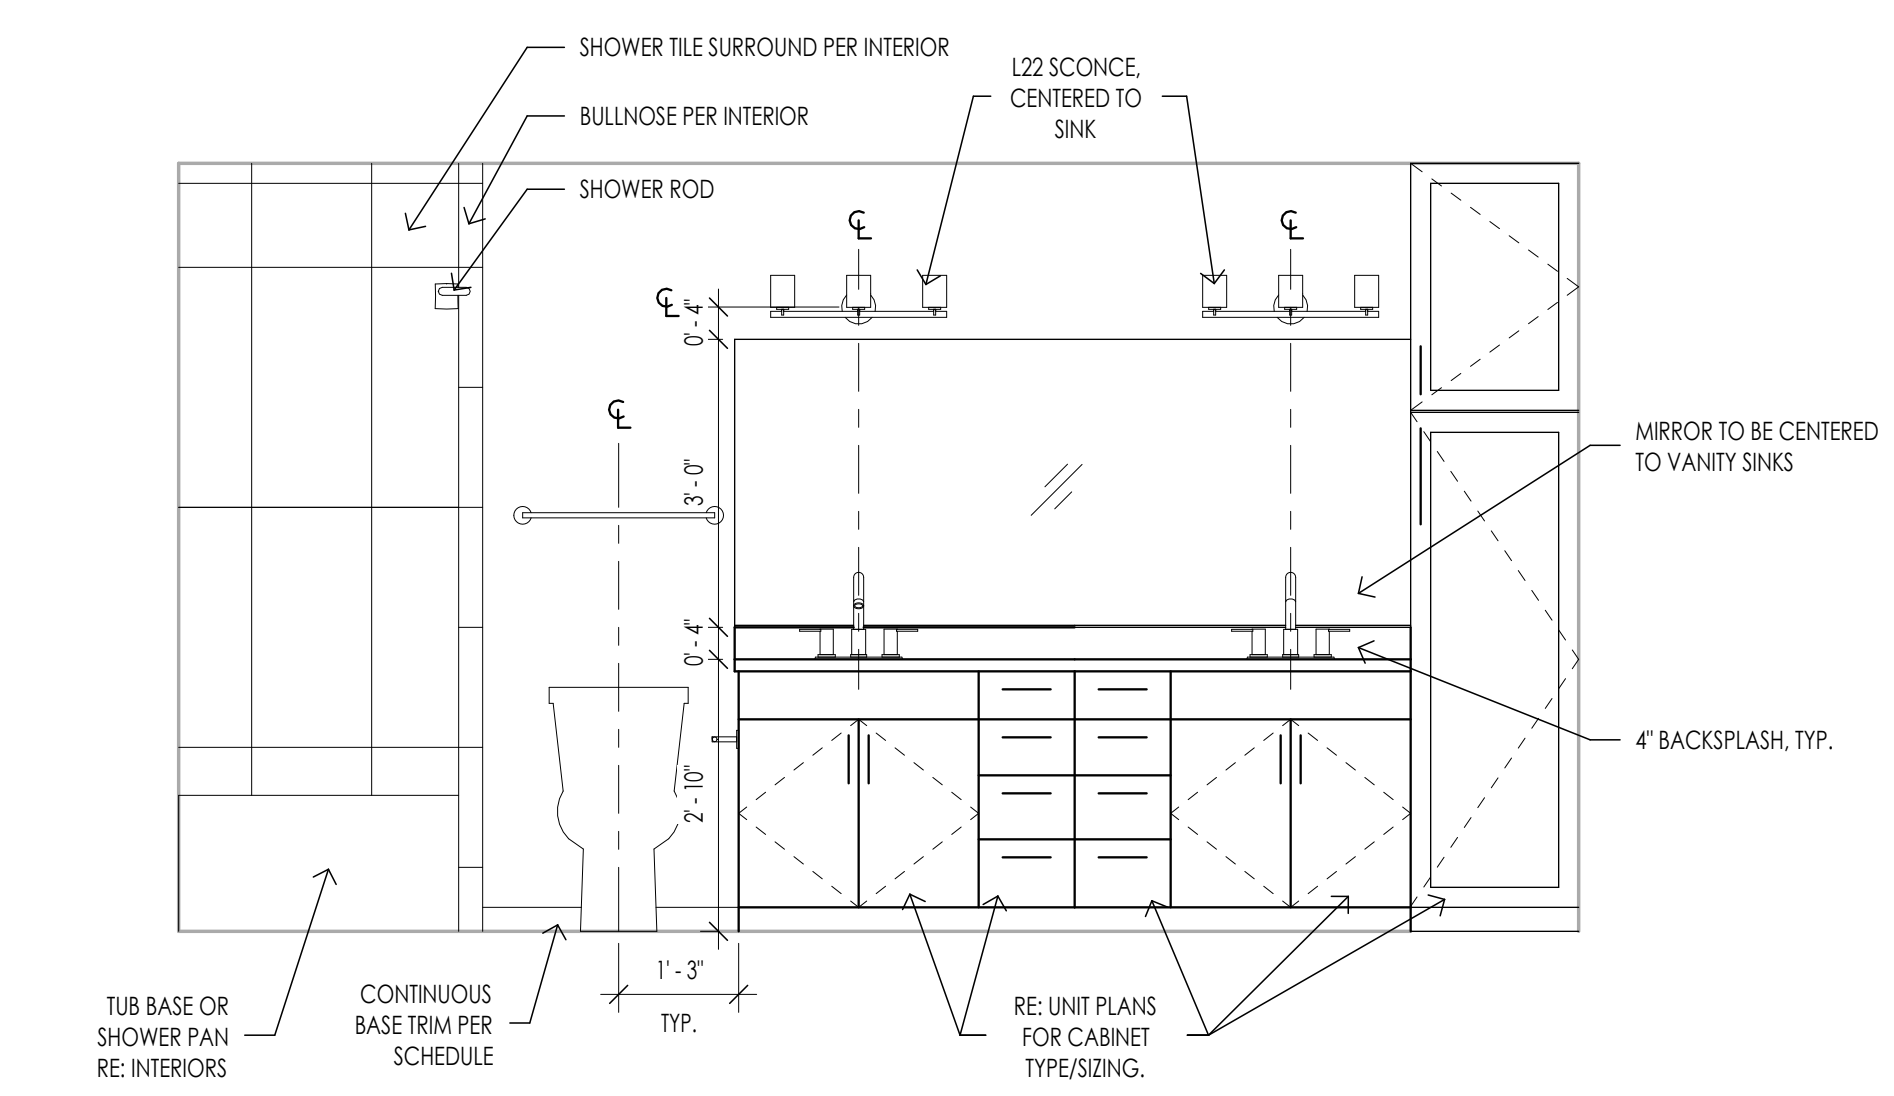 SHOWER TILE SURROUND PER INTERIOR
BULLNOSE PER INTERIOR
SHOWER ROD
L22 SCONCE,
CENTERED TO
SINK
℄
℄
℄
0' - 4"
℄
3' - 0"
0' - 4"
2' - 10"
MIRROR TO BE CENTERED
TO VANITY SINKS
4" BACKSPLASH, TYP.
1' - 3"
TYP.
TUB BASE OR
SHOWER PAN
RE: INTERIORS
CONTINUOUS
BASE TRIM PER
SCHEDULE
RE: UNIT PLANS
FOR CABINET
TYPE/SIZING.